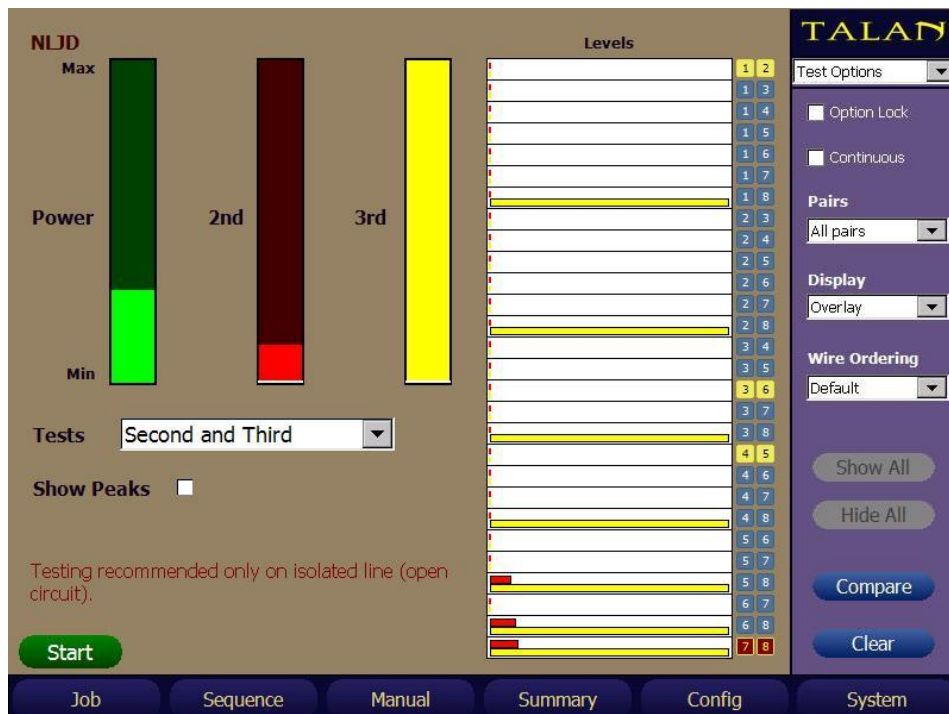 NLJD
Max
Power
Min
2nd
3rd
Tests
Second and Third
Show Peaks
Testing recommended only on isolated line (open
circuit).
Start
Levels
1 2
1 3
1 4
1 5
1 6
1 7
1 8
2 3
2 4
2 5
2 6
2 7
2 8
3 4
3 5
3 6
3 7
3 8
4 5
4 6
4 7
4 8
5 6
5 7
5 8
6 7
6 8
7 8
TALAN
Test Options
Option Lock
Continuous
Pairs
All pairs
Display
Overlay
Wire Ordering
Default
Show All
Hide All
Compare
Clear
Job Sequence Manual Summary Config System